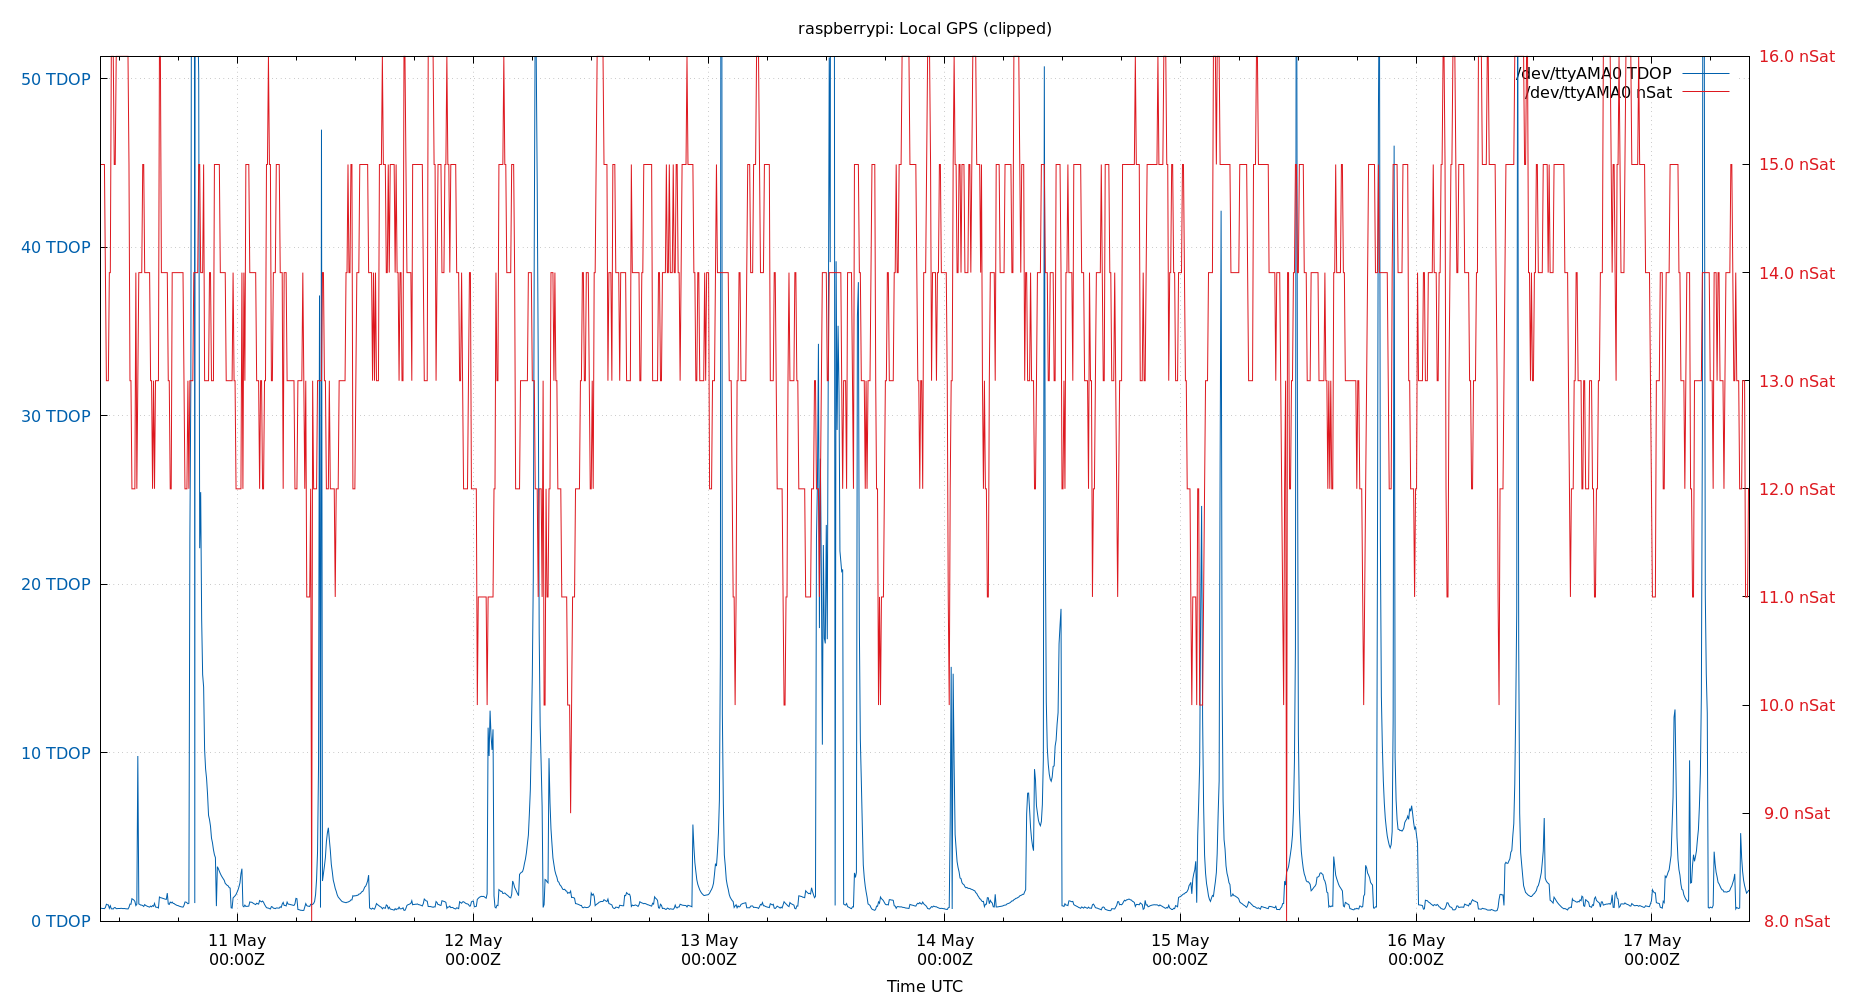 raspberrypi: Local GPS (clipped)
50 TDOP
40 TDOP
30 TDOP
20 TDOP
10 TDOP
0 TDOP
16.0 nSat
15.0 nSat
14.0 nSat
13.0 nSat
12.0 nSat
11.0 nSat
10.0 nSat
9.0 nSat
8.0 nSat
/dev/ttyAMA0 TDOP
/dev/ttyAMA0 nSat
11 May
00:00Z
12 May
00:00Z
13 May
00:00Z
14 May
00:00Z
15 May
00:00Z
16 May
00:00Z
17 May
00:00Z
Time UTC